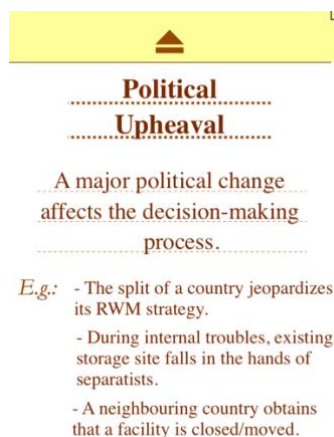 L
Political
Upheaval
A major political change
affects the decision-making
process.
E.g.: - The split of a country jeopardizes
its RWM strategy.
- During internal troubles, existing
storage site falls in the hands of
separatists.
- A neighbouring country obtains
that a facility is closed/moved.